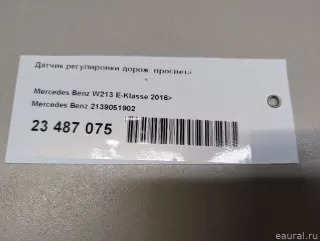 Датчик регулировки дорож. просвета
Mercedes Benz W213 E-Klasse 2016>
Mercedes Benz 2139051902
23 487 075
eaural.ru